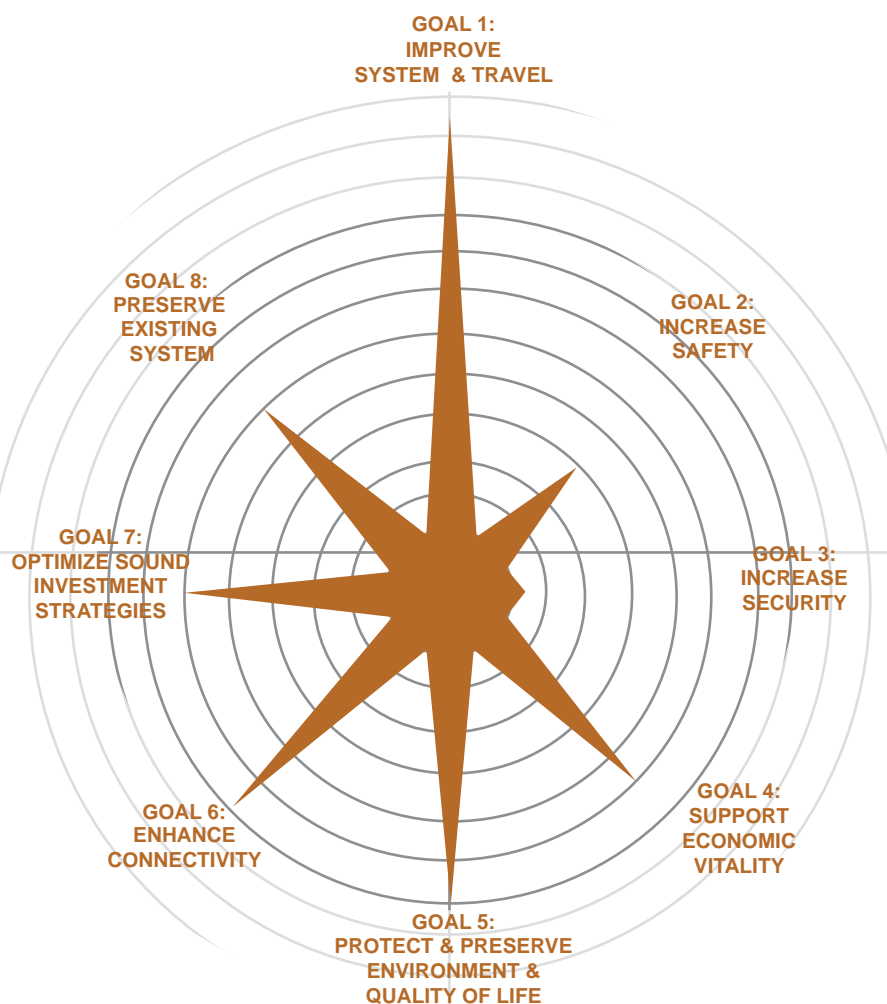 GOAL 1:
IMPROVE
SYSTEM & TRAVEL
GOAL 2:
INCREASE
SAFETY
GOAL 3:
INCREASE
SECURITY
GOAL 4:
SUPPORT
ECONOMIC
VITALITY
GOAL 5:
PROTECT & PRESERVE
ENVIRONMENT &
QUALITY OF LIFE
GOAL 6:
ENHANCE
CONNECTIVITY
GOAL 7:
OPTIMIZE SOUND
INVESTMENT
STRATEGIES
GOAL 8:
PRESERVE
EXISTING
SYSTEM